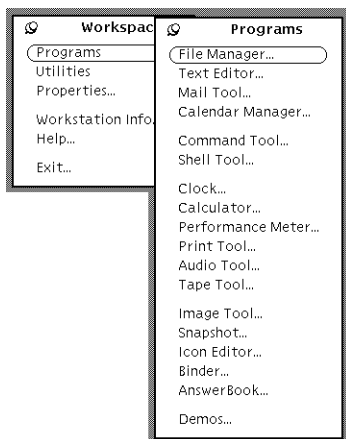 Workspac
Programs
Utilities
Properties...
Workstation Info.
Help...
Exit...
Programs
File Manager...
Text Editor...
Mail Tool...
Calendar Manager...
Command Tool...
Shell Tool...
Clock...
Calculator...
Performance Meter...
Print Tool...
Audio Tool...
Tape Tool...
Image Tool...
Snapshot...
Icon Editor...
Binder...
AnswerBook...
Demos...